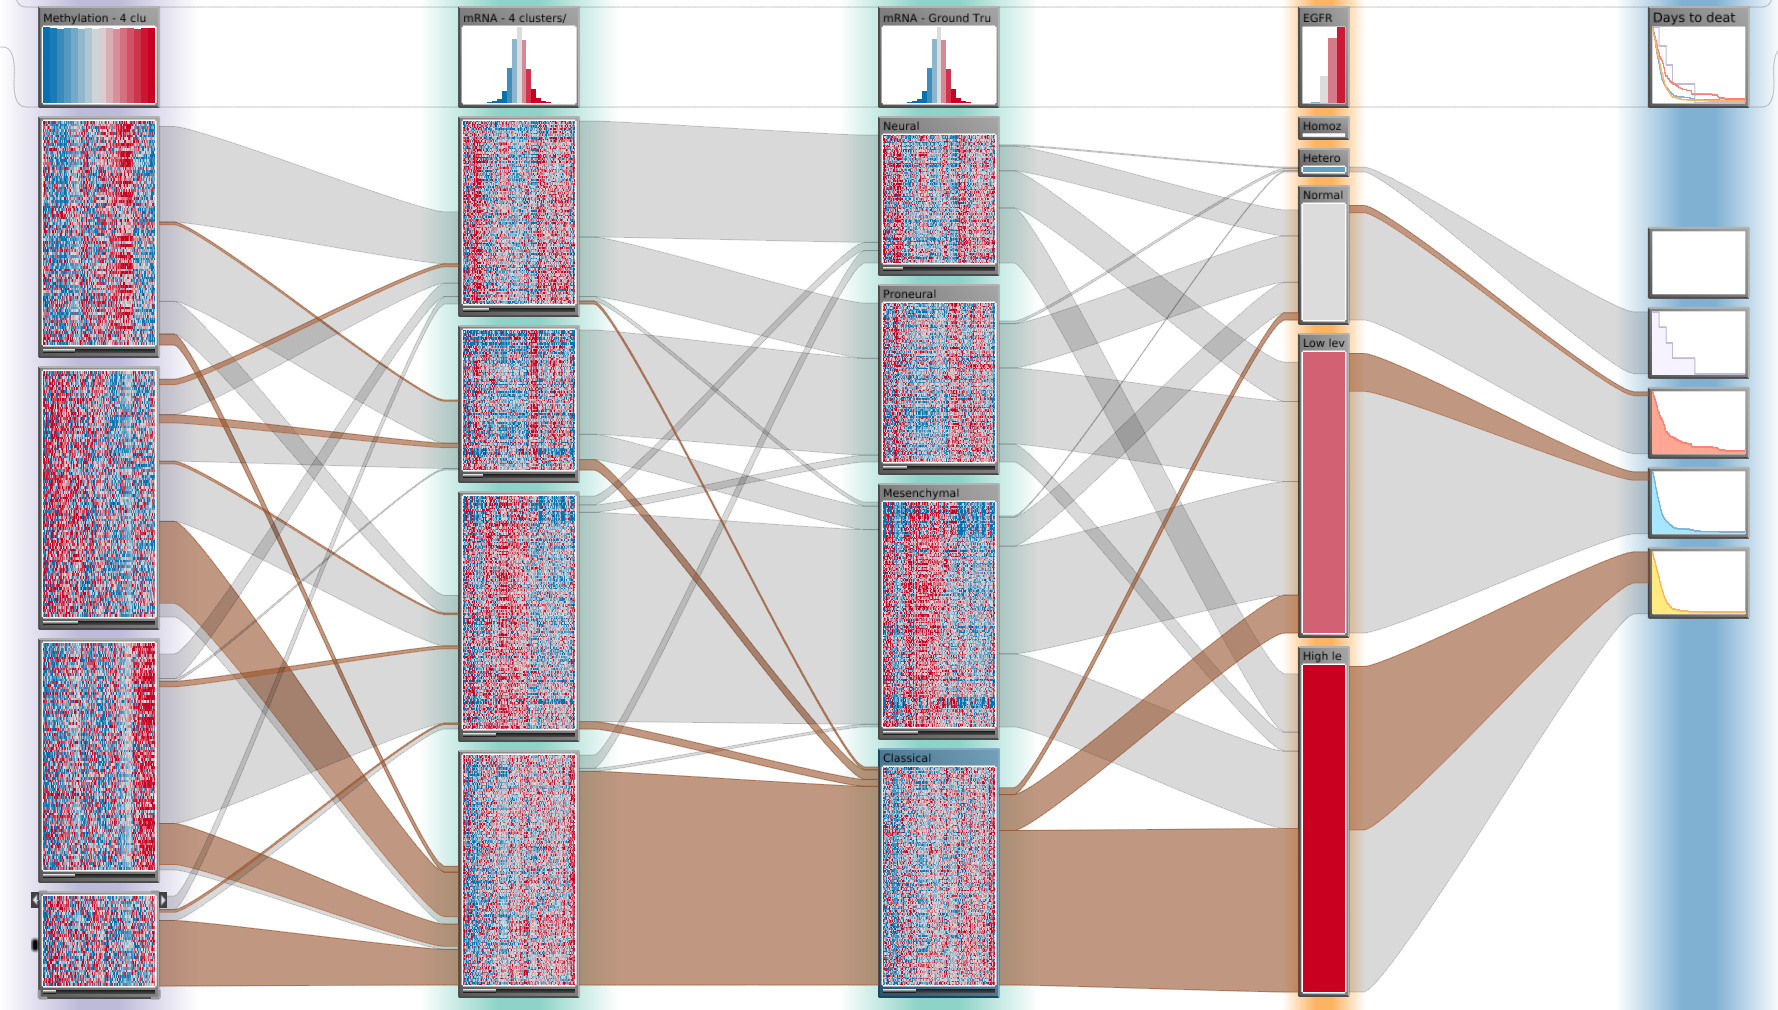 Methylation - 4 clu
mRNA - 4 clusters/
mRNA - Ground Tru
EGFR
Days to deat
Neural
Homoz
Hetero
Normal
Proneural
Low lev
Mesenchymal
High le
Classical